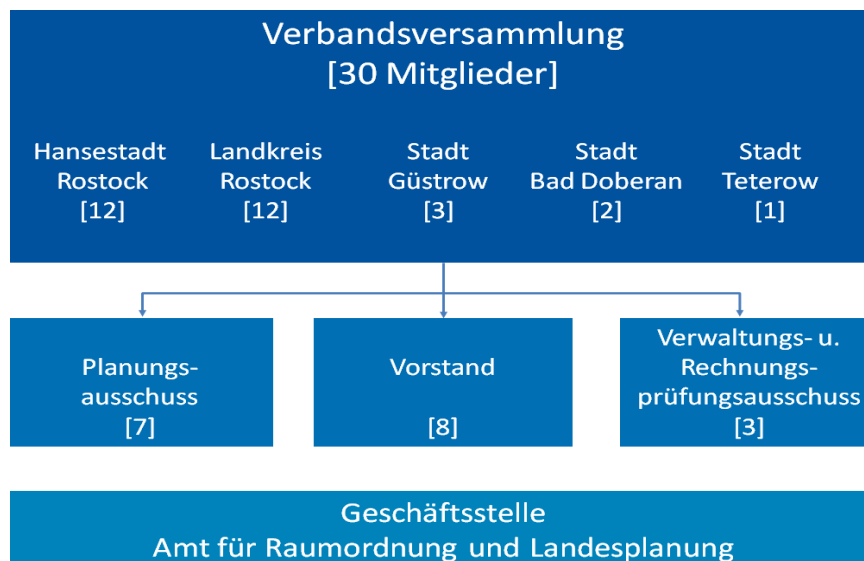 Verbandsversammlung
[30 Mitglieder]
Hansestadt
Rostock
[12]
Landkreis
Rostock
[12]
Stadt
Güstrow
[3]
Stadt
Bad Doberan
[2]
Stadt
Teterow
[1]
Planungs-
ausschuss
[7]
Vorstand
[8]
Verwaltungs- u.
Rechnungs-
prüfungsausschuss
[3]
Geschäftsstelle
Amt für Raumordnung und Landesplanung